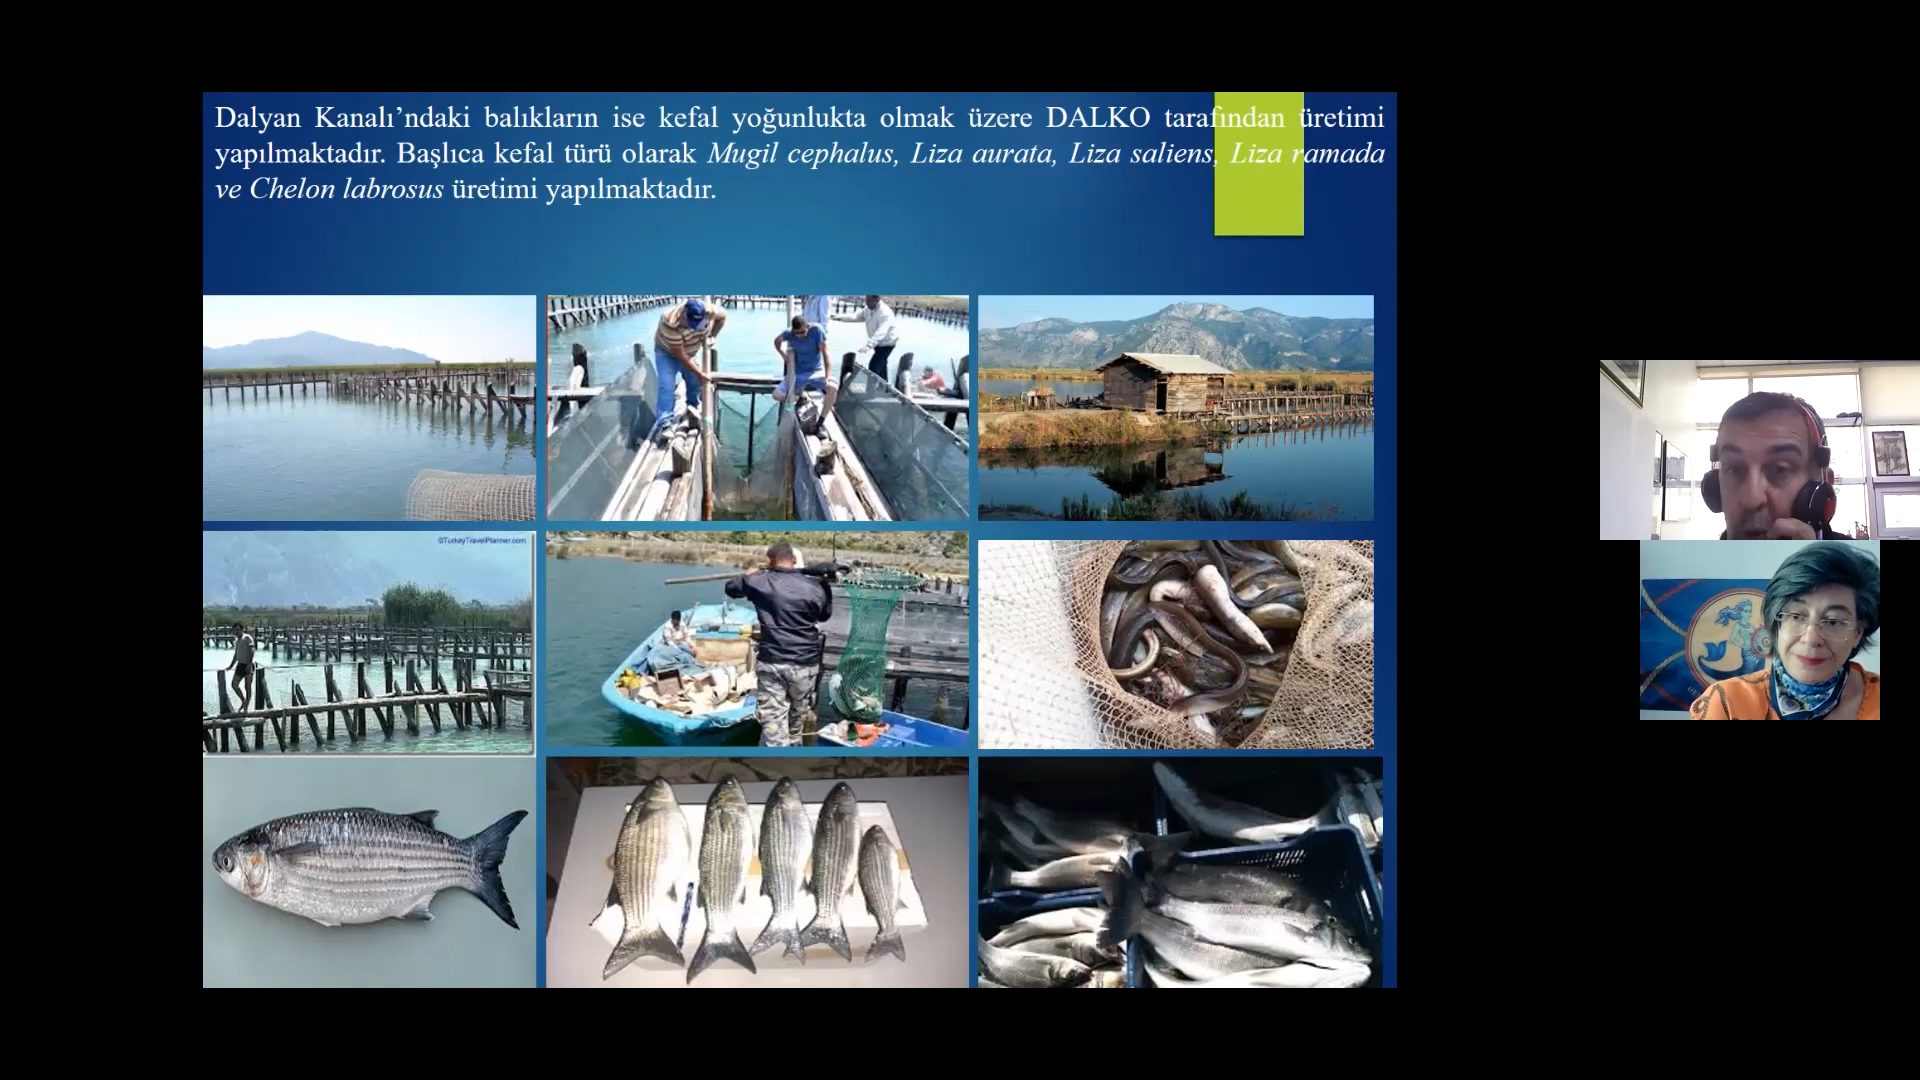 Dalyan Kanalı’ndaki balıkların ise kefal yoğunlukta olmak üzere DALKO tarafından üretimi
yapılmaktadır. Başlıca kefal türü olarak Mugil cephalus, Liza aurata, Liza saliens, Liza ramada
ve Chelon labrosus üretimi yapılmaktadır.
©TurkeyTravelPlanner.com